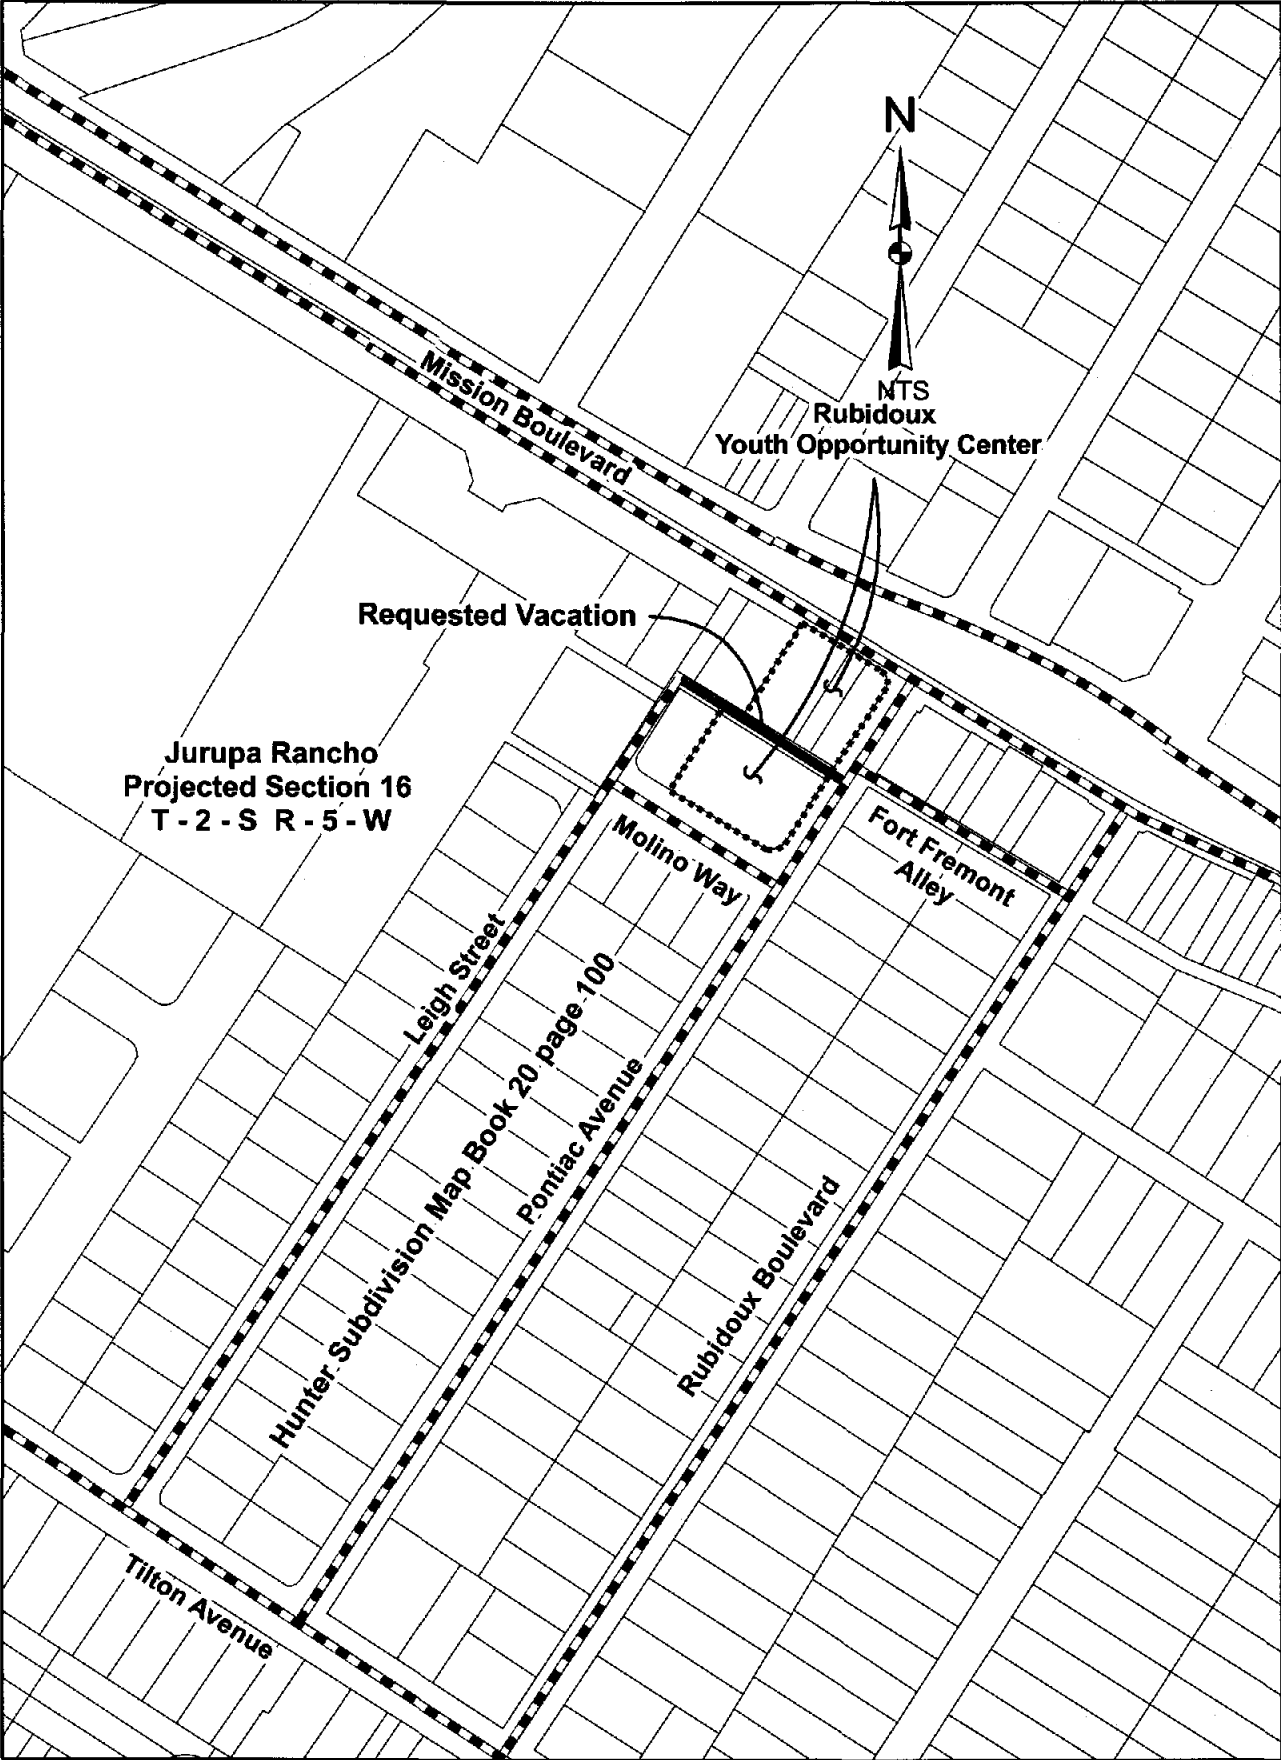 N
NTS
Rubidoux
Youth Opportunity Center
Mission Boulevard
Requested Vacation
Jurupa Rancho
Projected Section 16
T - 2 - S R - 5 - W
Molino Way
Fort Fremont
Alley
Leigh Street
Hunter Subdivision Map Book 20 page 100
Pontiac Avenue
Rubidoux Boulevard
Tilton Avenue